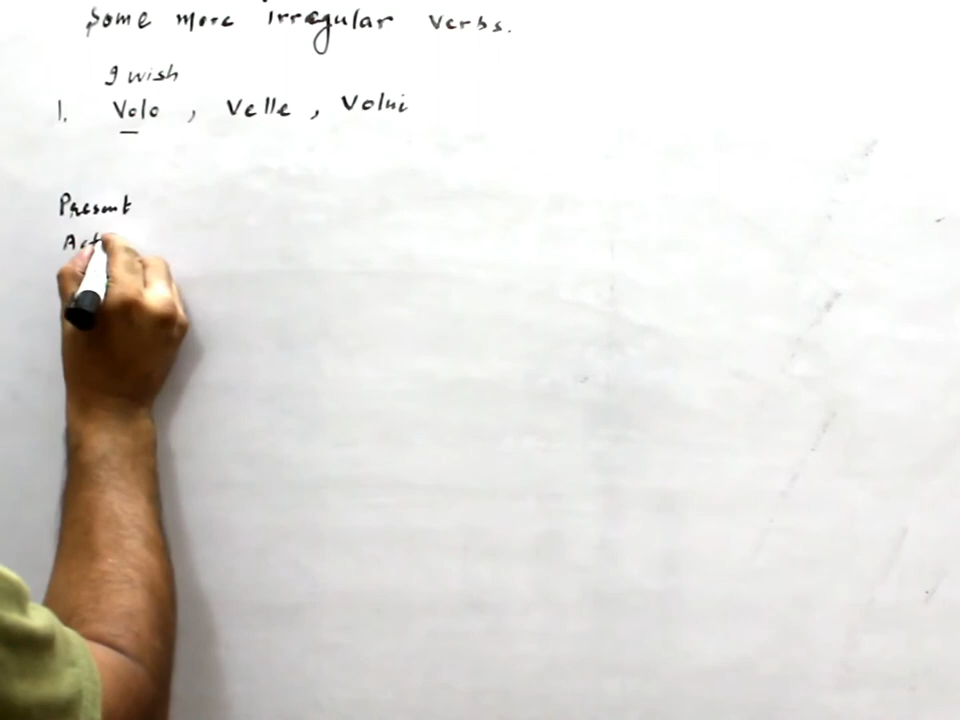 Some more irregular verbs.
I wish
1. Volo , Velle , Volui
Present
Act